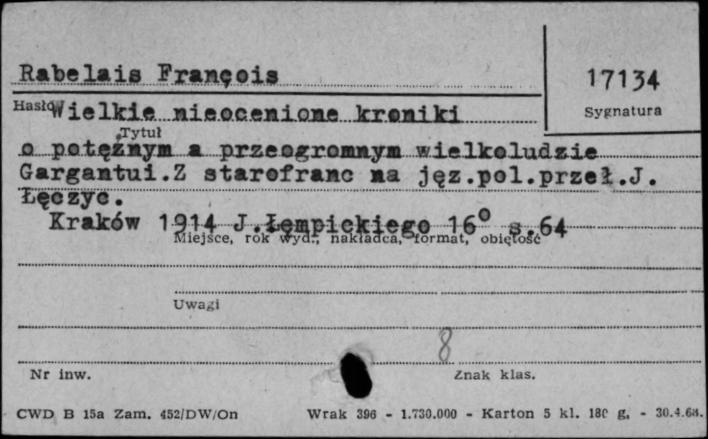 Rabelais François
17134
Sygnatura
Hasło Wielkie nieocenione kroniki
Tytuł
o potężnym a przeogromnym wielkoludzie
Gargantui.Z starofranc na jęz.pol.przeł.J.
Łęczyc.
Kraków 1914 J.Łempickiego 16° s.64
Miejsce, rok wyd., nakładca, format, objętość
Uwagi
8
Nr inw.
Znak klas.
CWD B 15a Zam. 452/DW/On Wrak 396 - 1.730.000 - Karton 5 kl. 180 g. - 30.4.68.